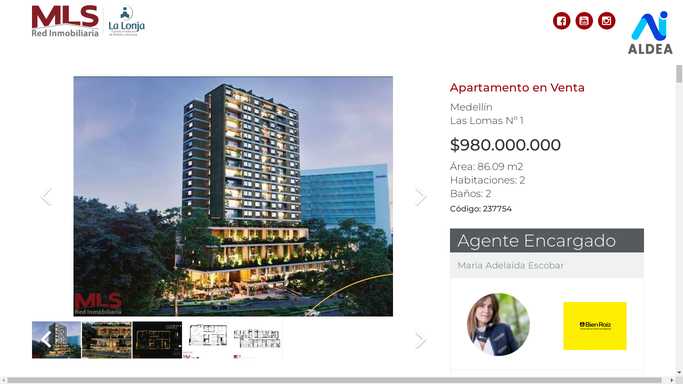 MLS
Red Inmobiliaria
La Lonja
ALDEA
Apartamento en Venta
Medellín
Las Lomas Nº 1
$980.000.000
Área: 86.09 m2
Habitaciones: 2
Baños: 2
Código: 237754
Agente Encargado
Maria Adelaida Escobar
MLS
Red Inmobiliaria
Bien Raíz